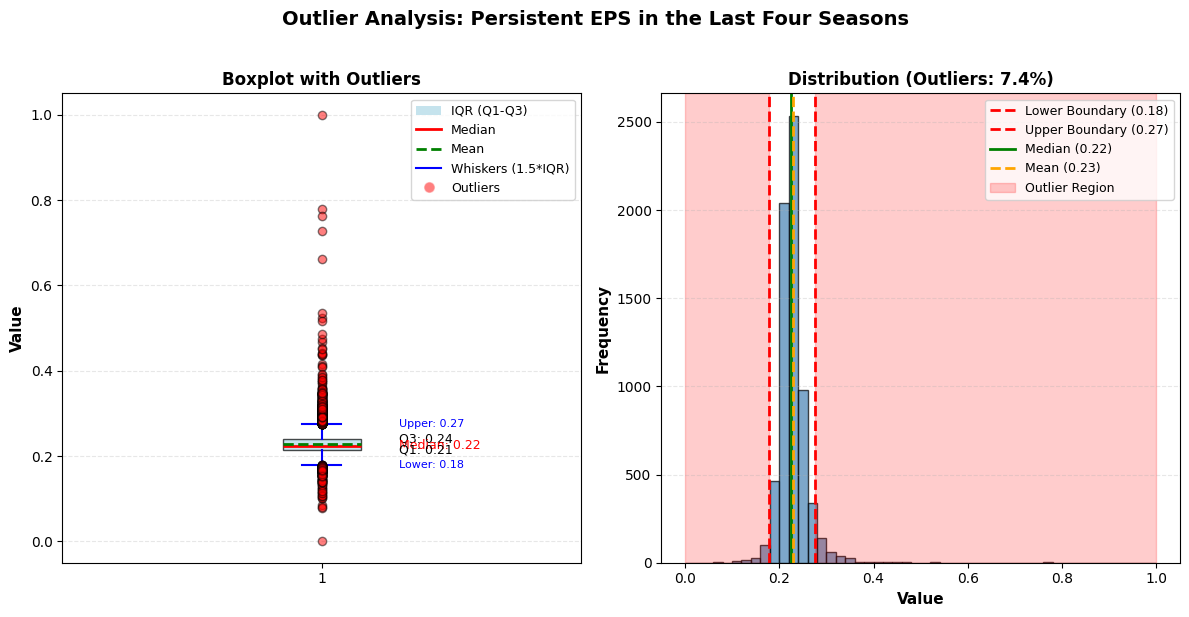 Outlier Analysis: Persistent EPS in the Last Four Seasons
Boxplot with Outliers
Value
1.0
0.8
0.6
0.4
0.2
0.0
1
IQR (Q1-Q3)
Median
Mean
Whiskers (1.5*IQR)
Outliers
Upper: 0.27
Q3: 0.24
Median: 0.22
Q1: 0.21
Lower: 0.18
Distribution (Outliers: 7.4%)
Frequency
2500
2000
1500
1000
500
0
0.0
0.2
0.4
0.6
0.8
1.0
Value
Lower Boundary (0.18)
Upper Boundary (0.27)
Median (0.22)
Mean (0.23)
Outlier Region